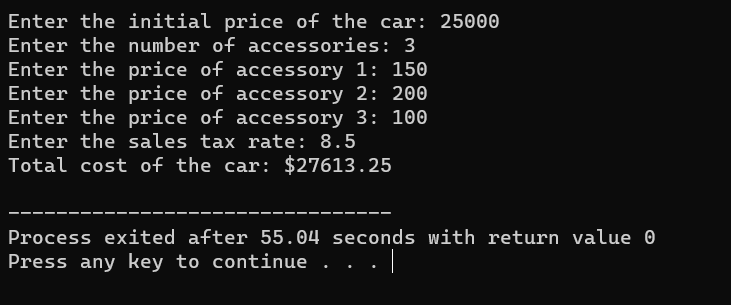 Enter the initial price of the car: 25000
Enter the number of accessories: 3
Enter the price of accessory 1: 150
Enter the price of accessory 2: 200
Enter the price of accessory 3: 100
Enter the sales tax rate: 8.5
Total cost of the car: $27613.25
--------------------------------
Process exited after 55.04 seconds with return value 0
Press any key to continue . . .